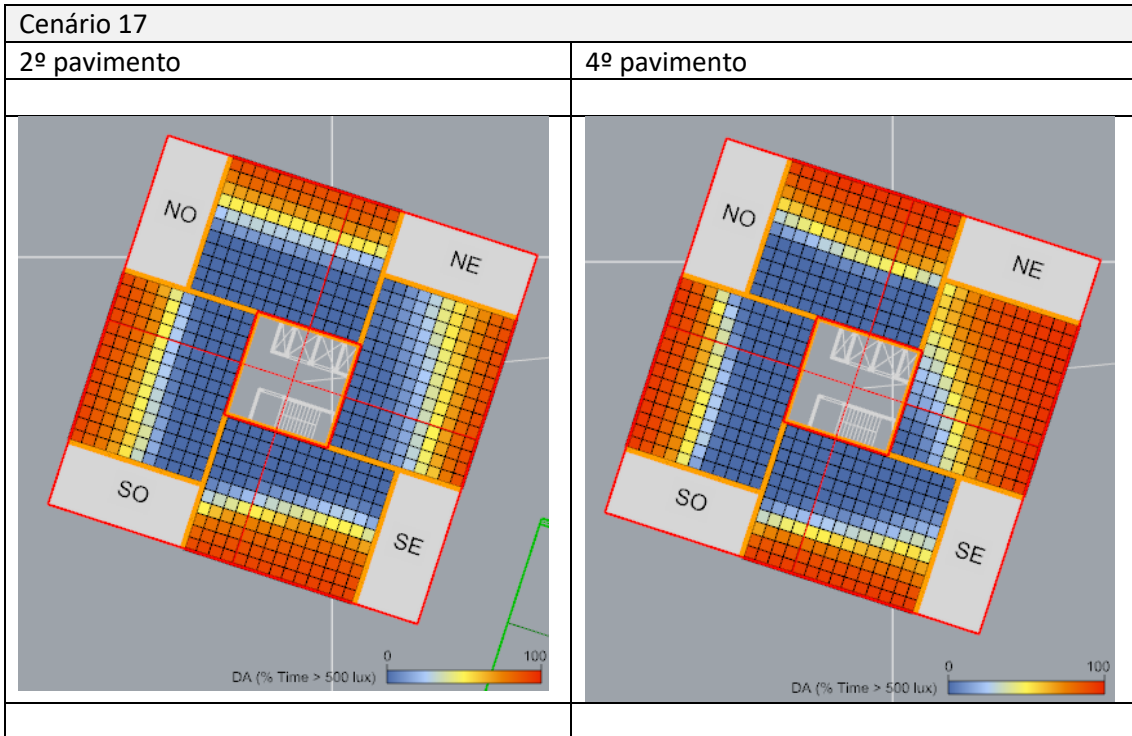 Cenário 17
2º pavimento
4º pavimento
NO
NE
SO
SE
0 100
DA (% Time > 500 lux)
NO
NE
SO
SE
0 100
DA (% Time > 500 lux)